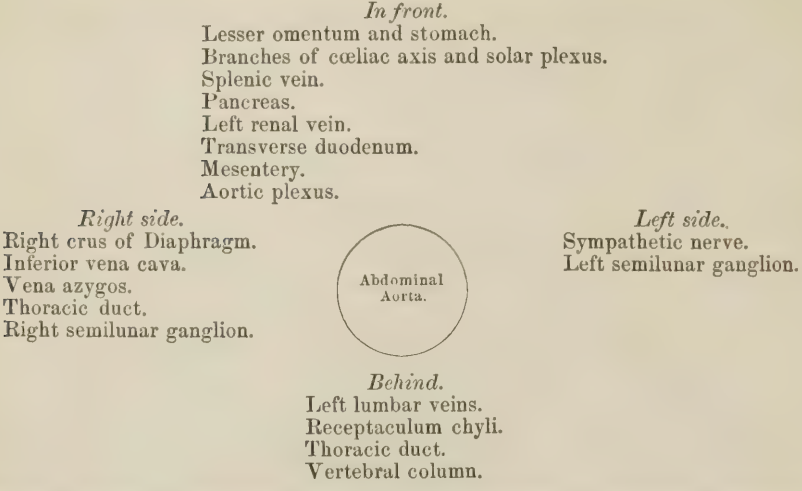 In front.
Lesser omentum and stomach.
Branches of cœliac axis and solar plexus.
Splenic vein.
Pancreas.
Left renal vein.
Transverse duodenum.
Mesentery.
Aortic plexus.
Right side.
Right crus of Diaphragm.
Inferior vena cava.
Vena azygos.
Thoracic duct.
Right semilunar ganglion.
Abdominal
Aorta.
Left side.
Sympathetic nerve.
Left semilunar ganglion.
Behind.
Left lumbar veins.
Receptaculum chyli.
Thoracic duct.
Vertebral column.